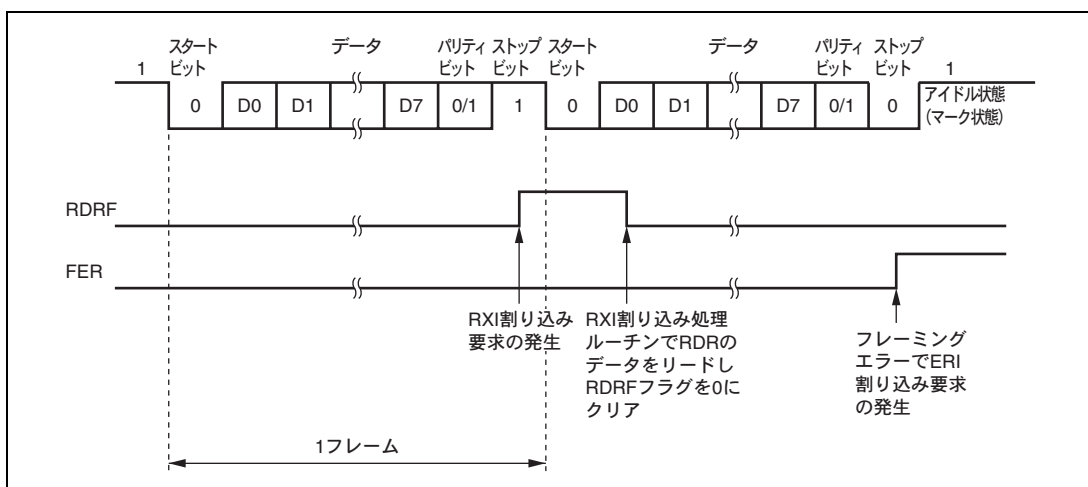 スタート
ビット
データ
パリティ
ビット
ストップ
ビット
スタート
ビット
データ
パリティ
ビット
ストップ
ビット
1 0 D0 D1 D7 0/1 1 0 D0 D1 D7 0/1 0 1
アイドル状態
(マーク状態)
RDRF
FER
RXI割り込み
要求の発生
RXI割り込み処理
ルーチンでRDRの
データをリードし
RDRFフラグを0に
クリア
フレーミング
エラーでERI
割り込み要求
の発生
1フレーム